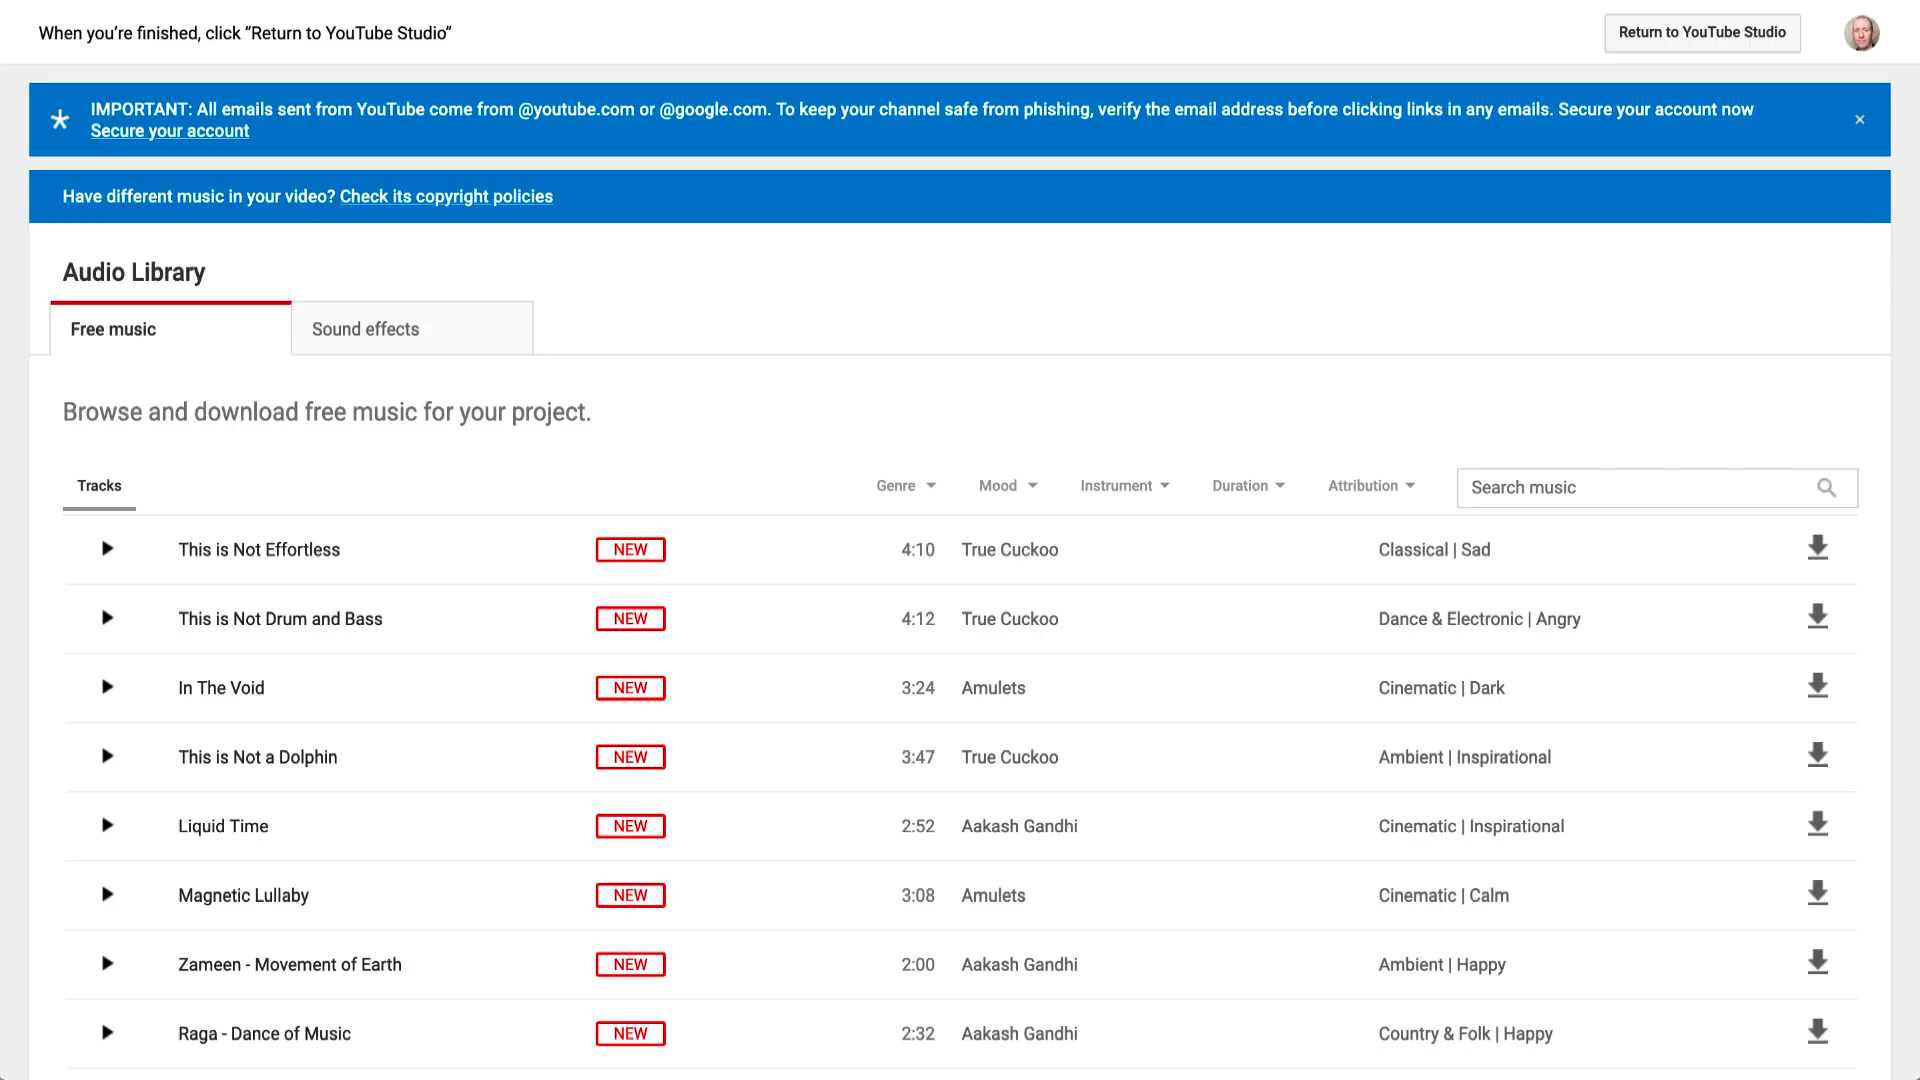 When you’re finished, click “Return to YouTube Studio”
Return to YouTube Studio
IMPORTANT: All emails sent from YouTube come from @youtube.com or @google.com. To keep your channel safe from phishing, verify the email address before clicking links in any emails. Secure your account now
Secure your account
Have different music in your video? Check its copyright policies
Audio Library
Free music
Sound effects
Browse and download free music for your project.
Tracks Genre Mood Instrument Duration Attribution Search music
This is Not Effortless NEW 4:10 True Cuckoo Classical | Sad
This is Not Drum and Bass NEW 4:12 True Cuckoo Dance & Electronic | Angry
In The Void NEW 3:24 Amulets Cinematic | Dark
This is Not a Dolphin NEW 3:47 True Cuckoo Ambient | Inspirational
Liquid Time NEW 2:52 Aakash Gandhi Cinematic | Inspirational
Magnetic Lullaby NEW 3:08 Amulets Cinematic | Calm
Zameen - Movement of Earth NEW 2:00 Aakash Gandhi Ambient | Happy
Raga - Dance of Music NEW 2:32 Aakash Gandhi Country & Folk | Happy